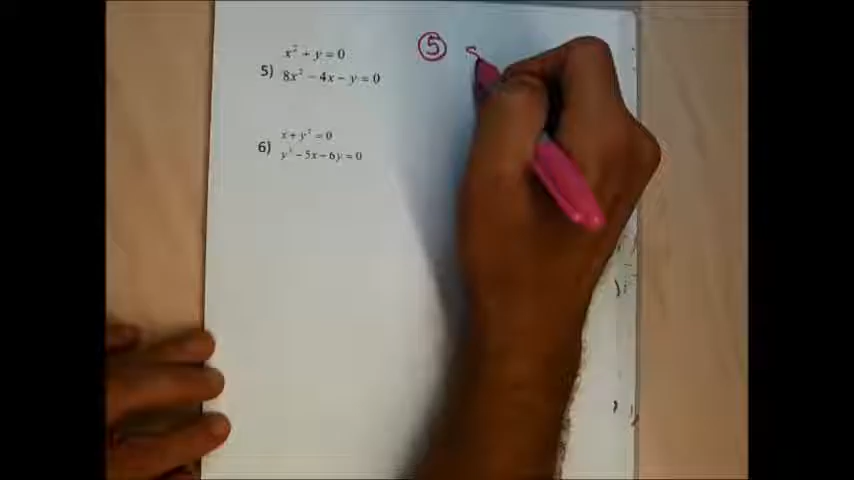 x² + y = 0
5) 8x² − 4x − y = 0
x + y² = 0
6) y² − 5x − 6y = 0
⑤